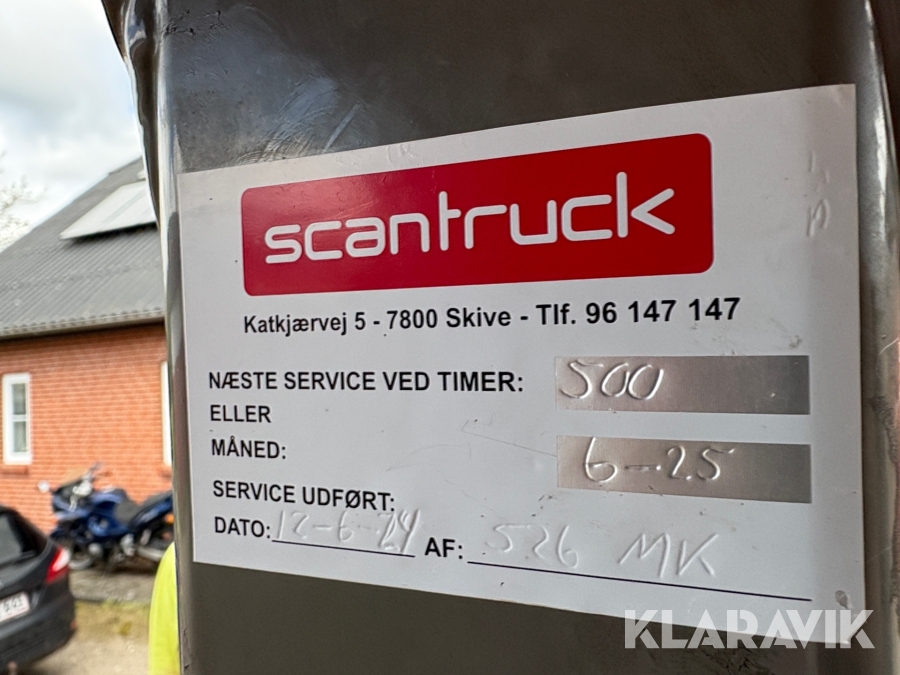 scantruck
Katkjærvej 5 - 7800 Skive - Tlf. 96 147 147
NÆSTE SERVICE VED TIMER: 500
ELLER
MÅNED: 6-25
SERVICE UDFØRT:
DATO: 12-6-24 AF: 526 MK
KLARAVIK